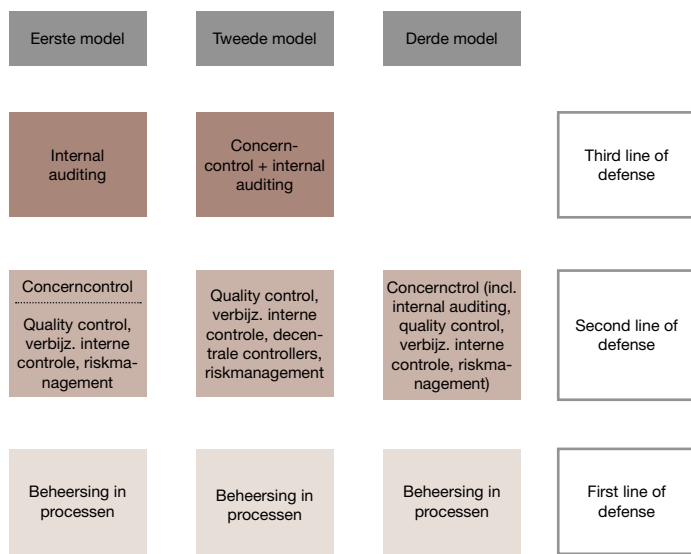 Eerste model
Tweede model
Derde model
Internal
auditing
Concern-
control + internal
auditing
Third line of
defense
Concerncontrol
Quality control,
verbijz. interne
controle, riskma-
nagement
Quality control,
verbijz. interne
controle, decen-
trale controllers,
riskmanagement
Concernctrol (incl.
internal auditing,
quality control,
verbijz. interne
controle, riskma-
nagement)
Second line of
defense
Beheersing in
processen
Beheersing in
processen
Beheersing in
processen
First line of
defense